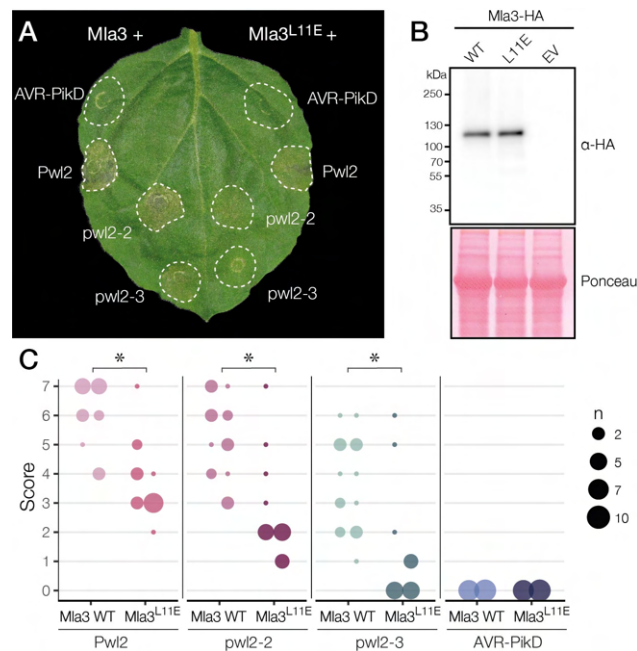 A
Mla3 +
Mla3L11E +
AVR-PikD
AVR-PikD
Pwl2
Pwl2
pwl2-2
pwl2-2
pwl2-3
pwl2-3
B
Mla3-HA
WT
L11E
EV
kDa
250
130
100
70
55
35
α-HA
Ponceau
C
*
*
*
Score
7
6
5
4
3
2
1
0
n
2
5
7
10
Mla3 WT Mla3L11E Mla3 WT Mla3L11E Mla3 WT Mla3L11E Mla3 WT Mla3L11E
Pwl2 pwl2-2 pwl2-3 AVR-PikD